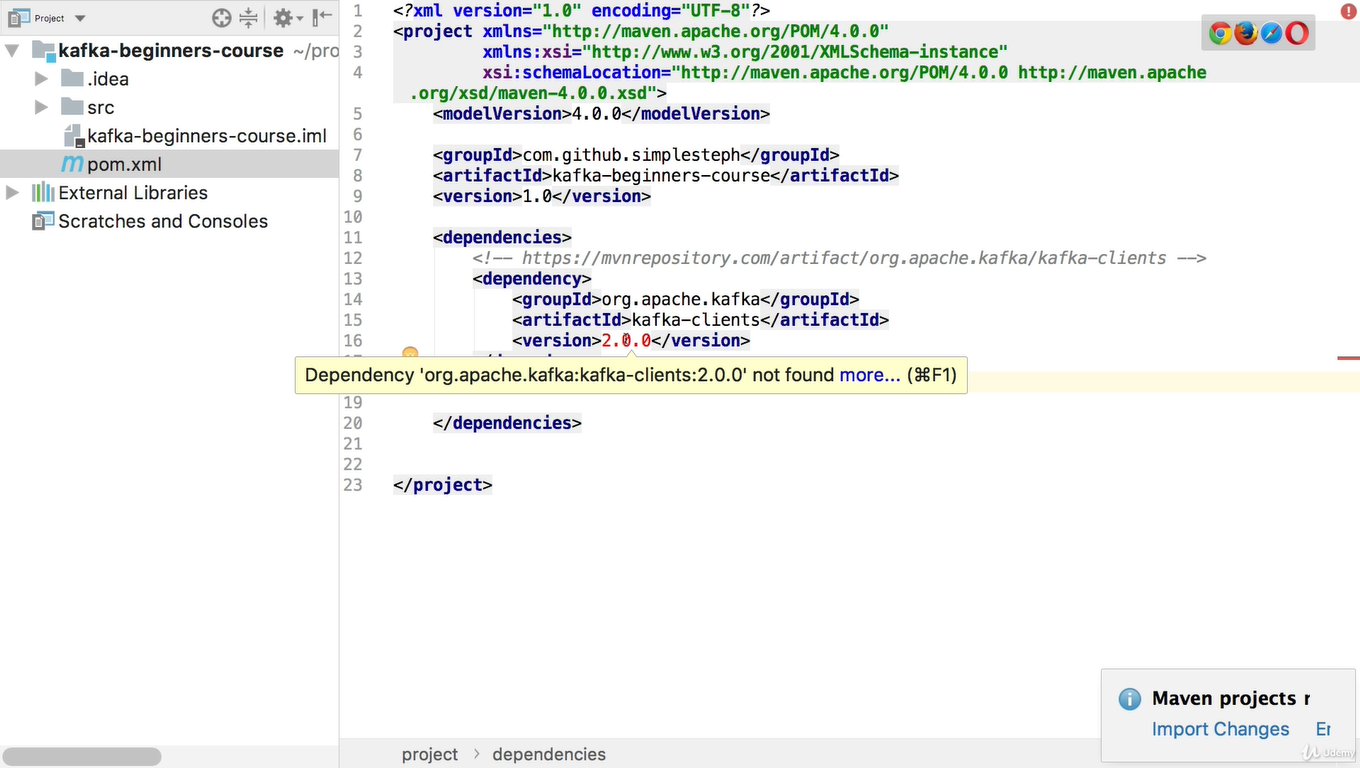 Project
kafka-beginners-course ~/pro
.idea
src
kafka-beginners-course.iml
pom.xml
External Libraries
Scratches and Consoles
1 <?xml version="1.0" encoding="UTF-8"?>
2 <project xmlns="http://maven.apache.org/POM/4.0.0"
3 xmlns:xsi="http://www.w3.org/2001/XMLSchema-instance"
4 xsi:schemaLocation="http://maven.apache.org/POM/4.0.0 http://maven.apache
.org/xsd/maven-4.0.0.xsd">
5 <modelVersion>4.0.0</modelVersion>
6
7 <groupId>com.github.simplesteph</groupId>
8 <artifactId>kafka-beginners-course</artifactId>
9 <version>1.0</version>
10
11 <dependencies>
12 <!-- https://mvnrepository.com/artifact/org.apache.kafka/kafka-clients -->
13 <dependency>
14 <groupId>org.apache.kafka</groupId>
15 <artifactId>kafka-clients</artifactId>
16 <version>2.0.0</version>
Dependency 'org.apache.kafka:kafka-clients:2.0.0' not found more... (⌘F1)
19
20 </dependencies>
21
22
23 </project>
Maven projects
Import Changes
project > dependencies
Udemy